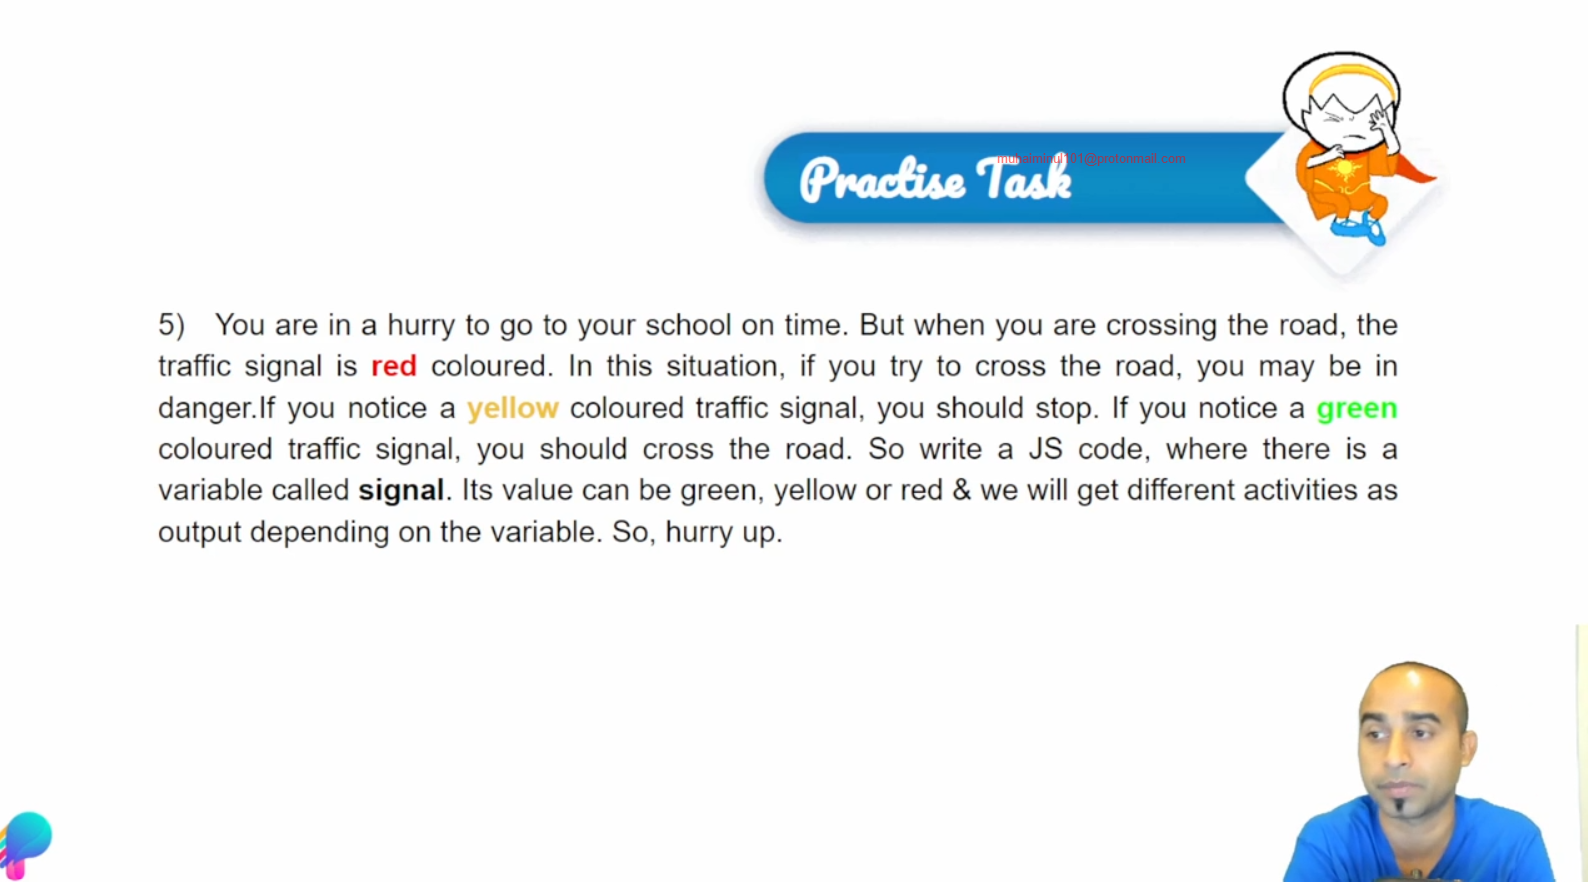 Practise Task
muhaiminul101@protonmail.com
5) You are in a hurry to go to your school on time. But when you are crossing the road, the
traffic signal is red coloured. In this situation, if you try to cross the road, you may be in
danger.If you notice a yellow coloured traffic signal, you should stop. If you notice a green
coloured traffic signal, you should cross the road. So write a JS code, where there is a
variable called signal. Its value can be green, yellow or red & we will get different activities as
output depending on the variable. So, hurry up.